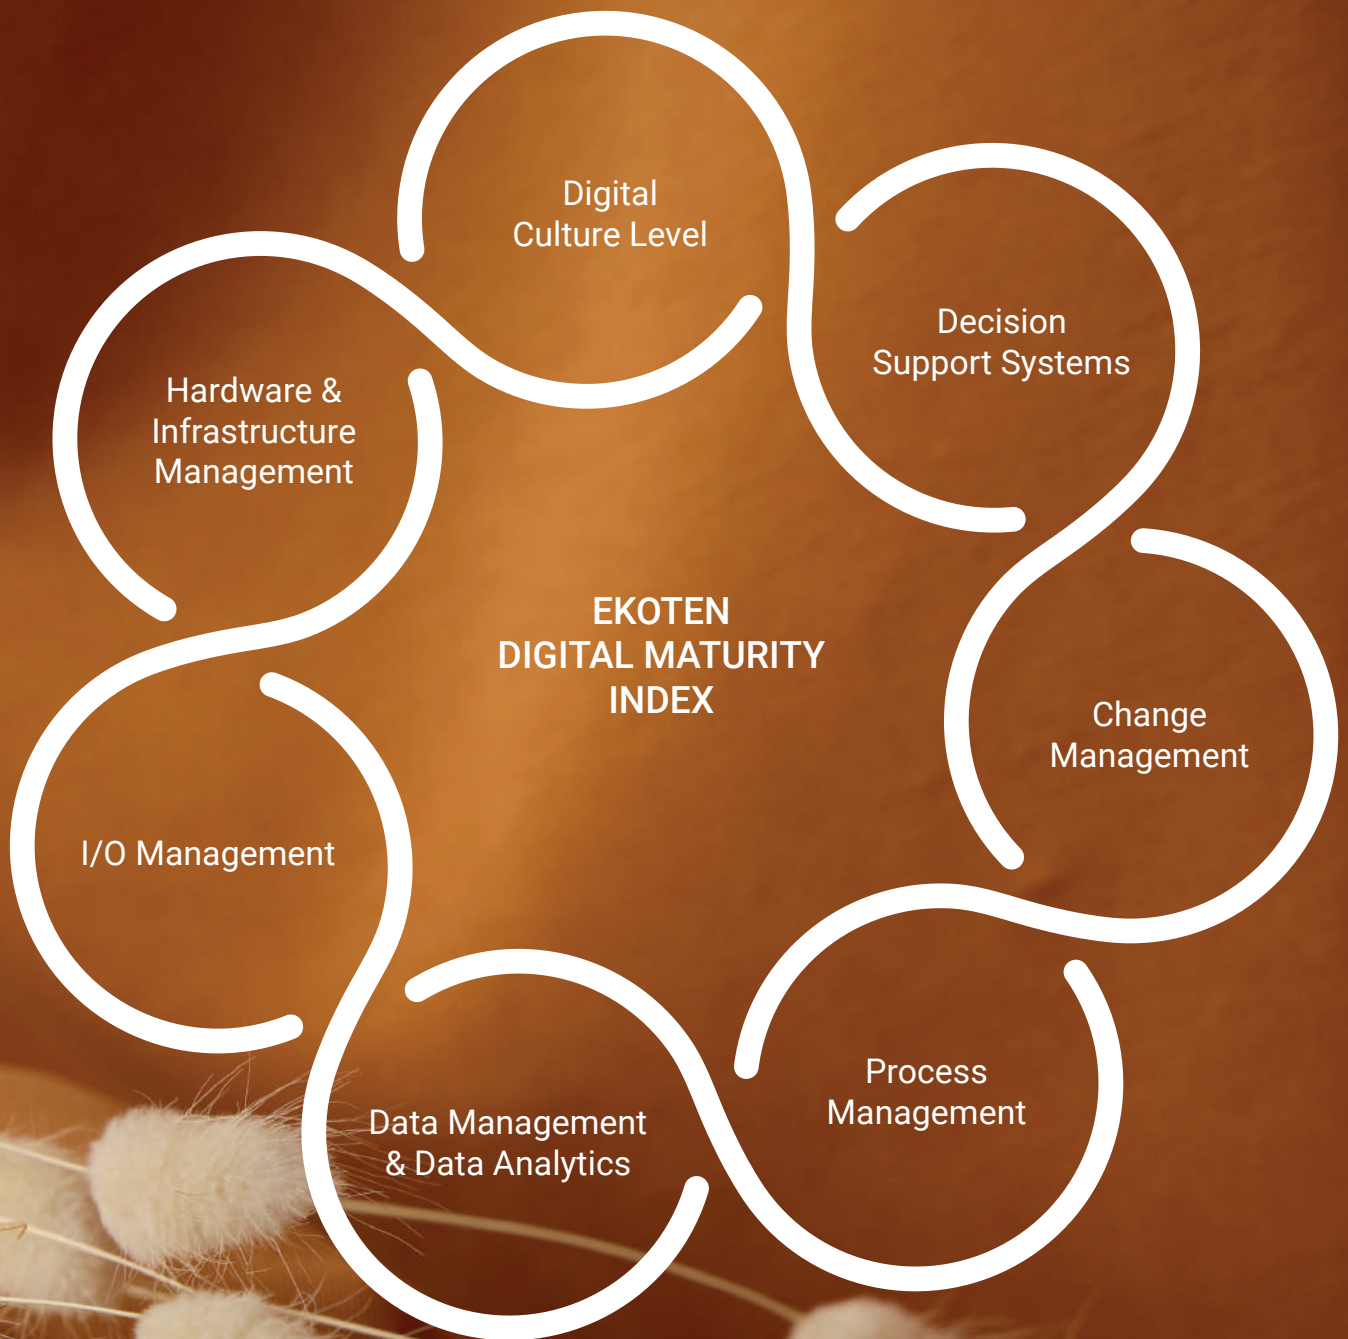 Digital
Culture Level
Decision
Support Systems
Hardware &
Infrastructure
Management
EKOTEN
DIGITAL MATURITY
INDEX
Change
Management
I/O Management
Process
Management
Data Management
& Data Analytics